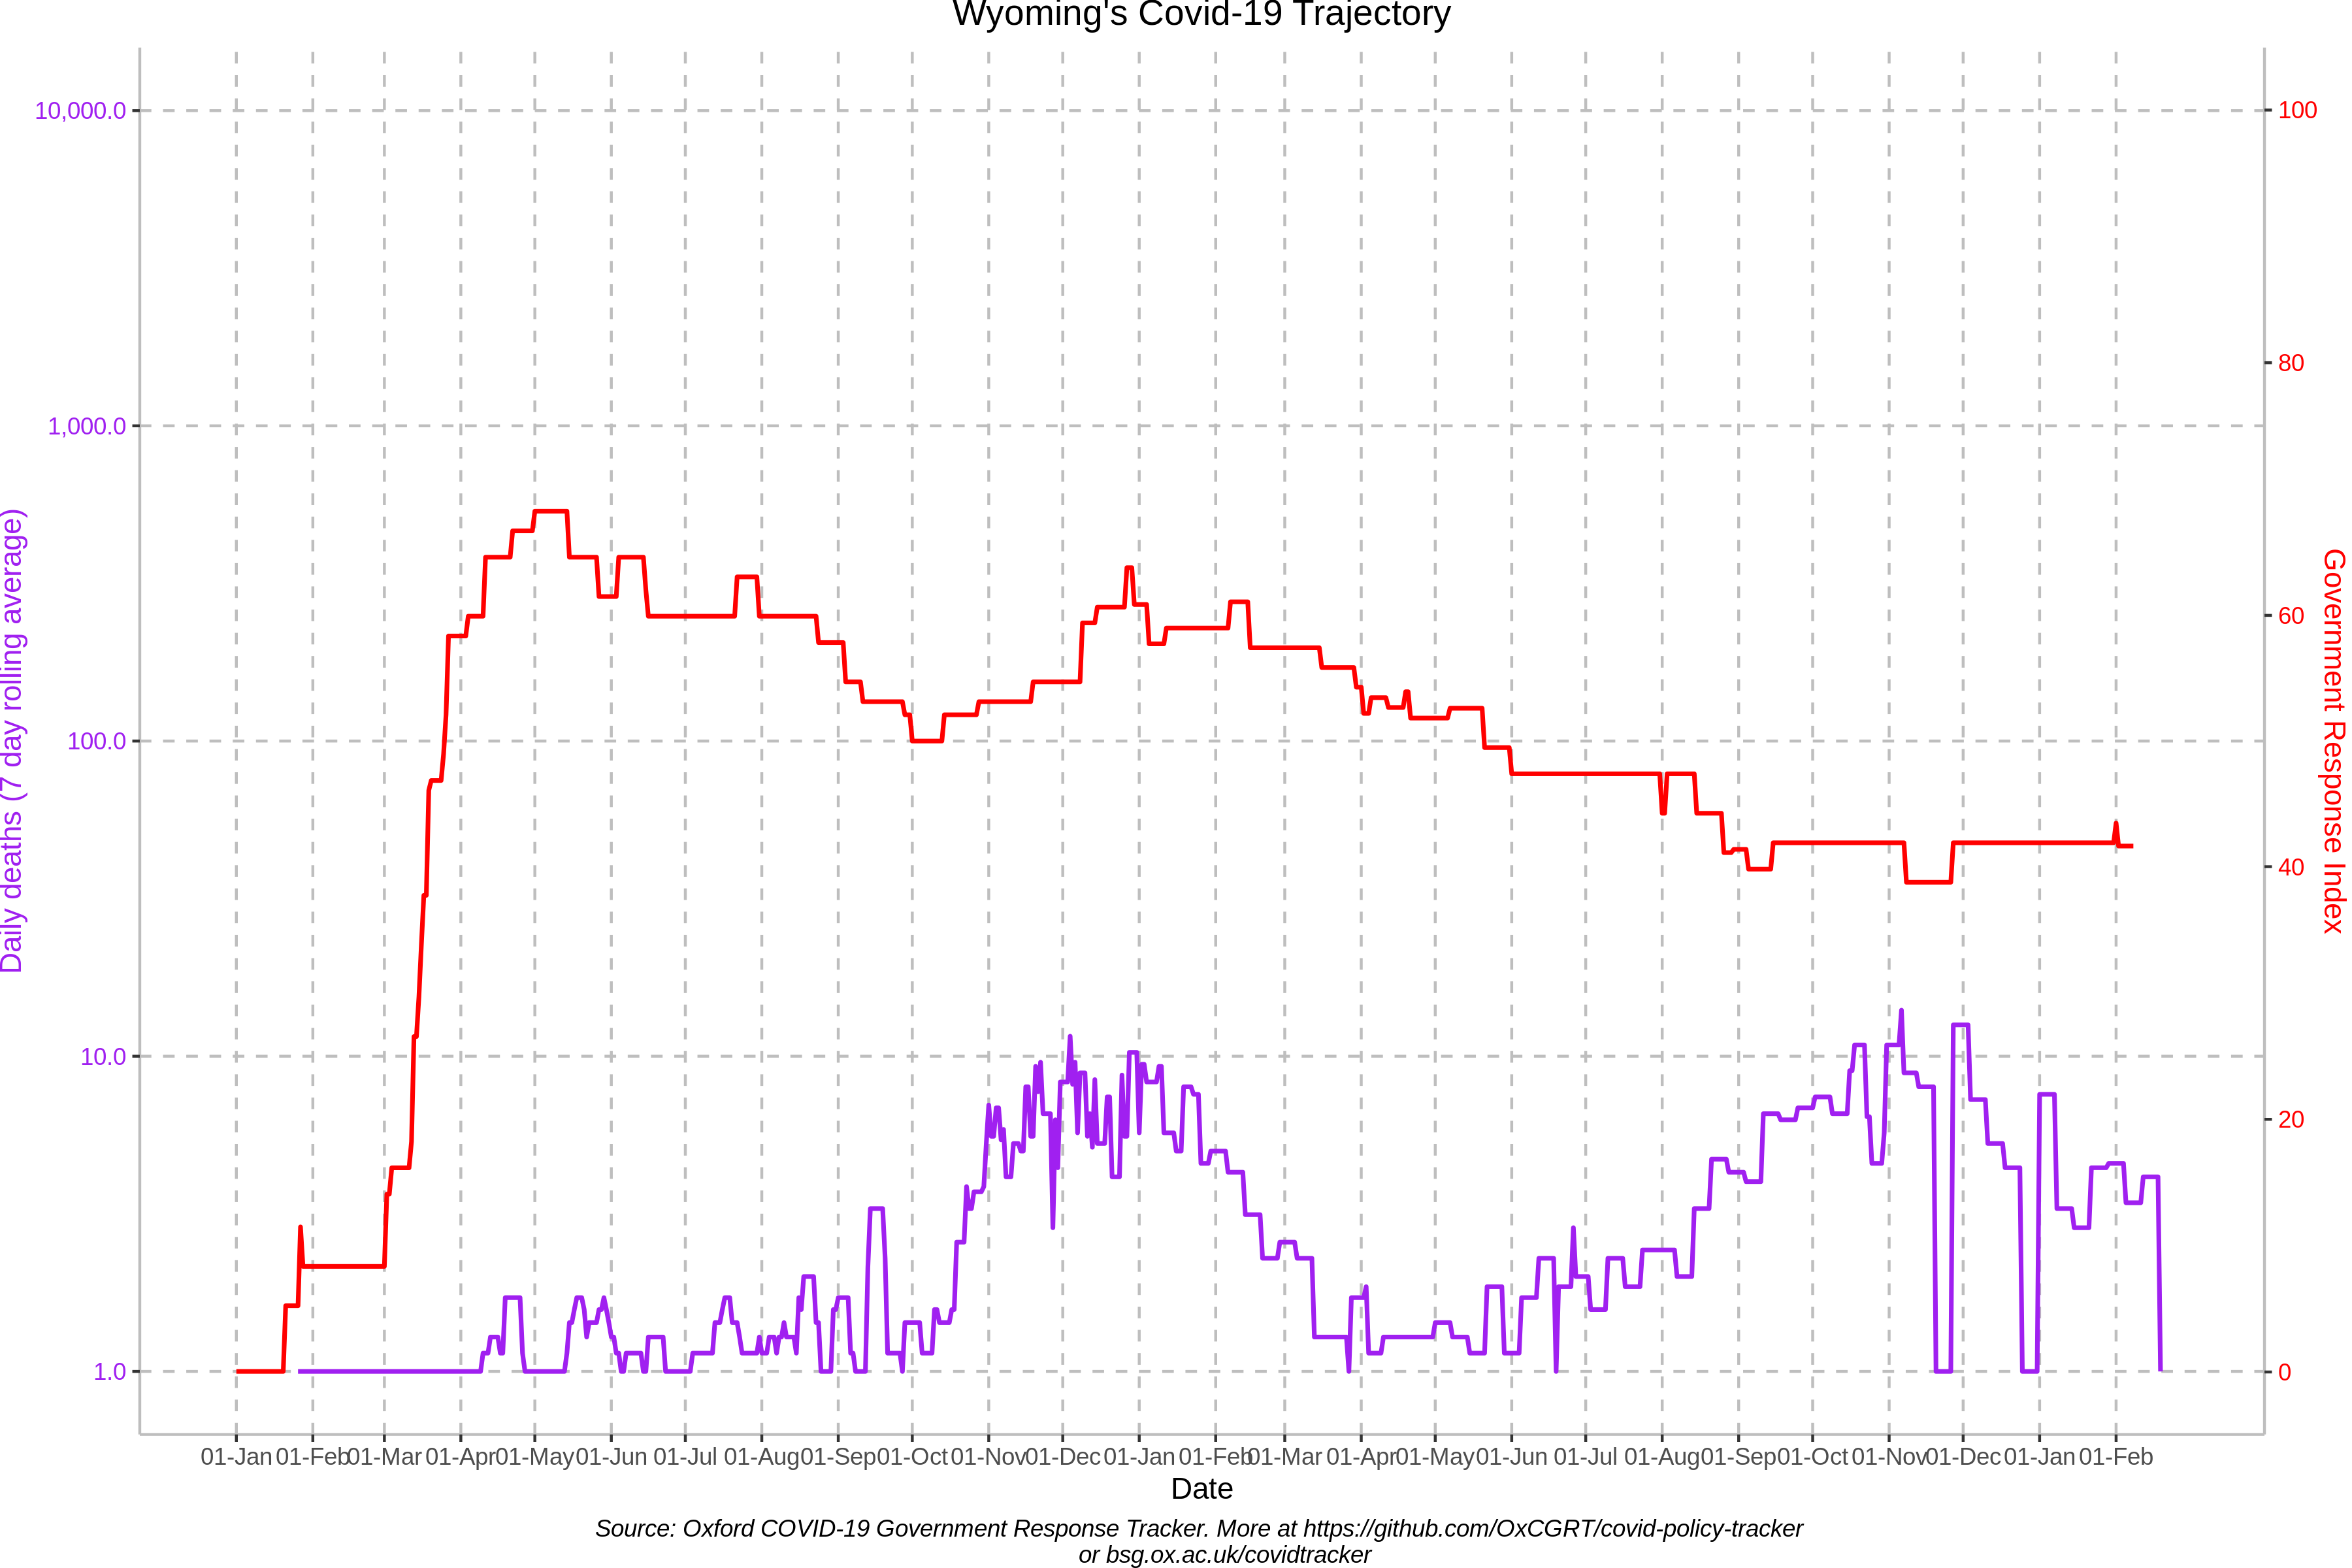 Wyoming's Covid-19 Trajectory
10,000.0
1,000.0
100.0
10.0
1.0
Daily deaths (7 day rolling average)
100
80
60
40
20
0
Government Response Index
01-Jan 01-Feb 01-Mar 01-Apr 01-May 01-Jun 01-Jul 01-Aug 01-Sep 01-Oct 01-Nov 01-Dec 01-Jan 01-Feb 01-Mar 01-Apr 01-May 01-Jun 01-Jul 01-Aug 01-Sep 01-Oct 01-Nov 01-Dec 01-Jan 01-Feb
Date
Source: Oxford COVID-19 Government Response Tracker. More at https://github.com/OxCGRT/covid-policy-tracker
or bsg.ox.ac.uk/covidtracker